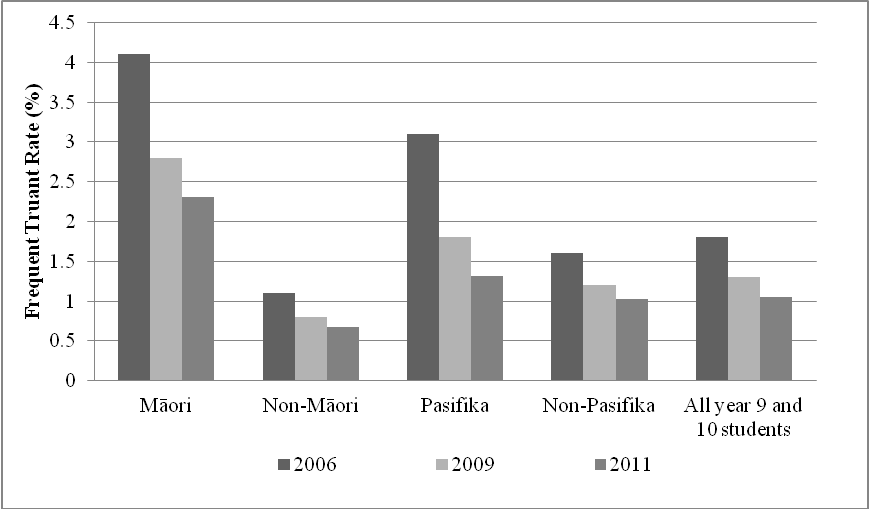 Frequent Truant Rate (%)
4.5
4
3.5
3
2.5
2
1.5
1
0.5
0
Māori
Non-Māori
Pasifika
Non-Pasifika
All year 9 and
10 students
2006
2009
2011